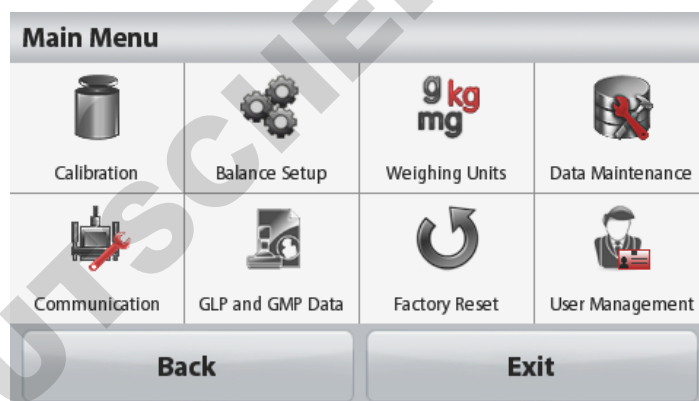 Main Menu
g kg
mg
Calibration
Balance Setup
Weighing Units
Data Maintenance
Communication
GLP and GMP Data
Factory Reset
User Management
Back
Exit